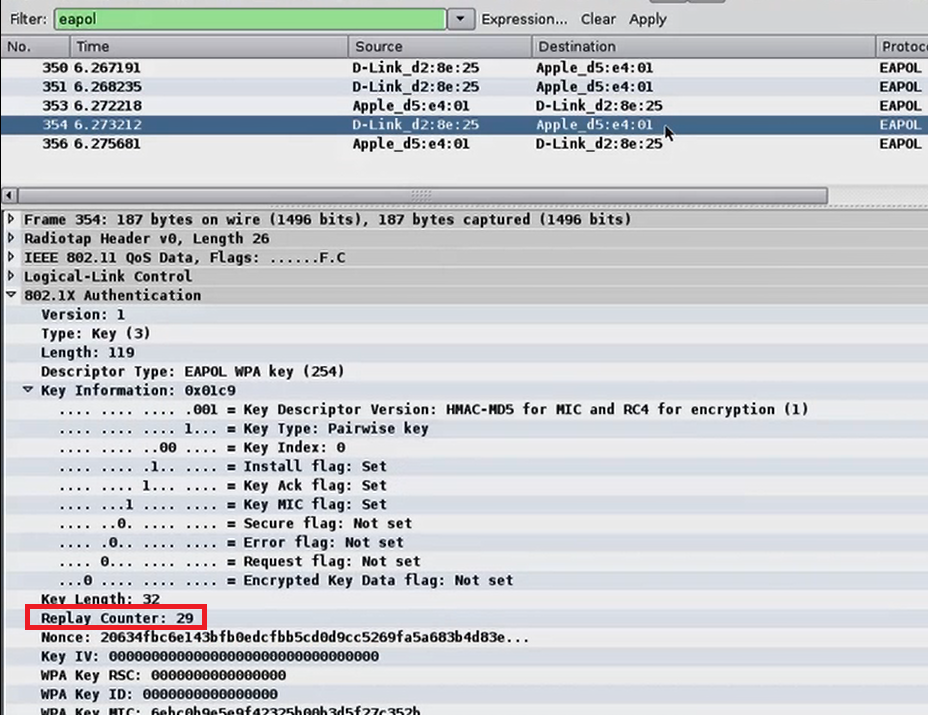 Filter: eapol Expression... Clear Apply
No. Time Source Destination Protoc
350 6.267191 D-Link_d2:8e:25 Apple_d5:e4:01 EAPOL
351 6.268235 D-Link_d2:8e:25 Apple_d5:e4:01 EAPOL
353 6.272218 Apple_d5:e4:01 D-Link_d2:8e:25 EAPOL
354 6.273212 D-Link_d2:8e:25 Apple_d5:e4:01 EAPOL
356 6.275681 Apple_d5:e4:01 D-Link_d2:8e:25 EAPOL
Frame 354: 187 bytes on wire (1496 bits), 187 bytes captured (1496 bits)
Radiotap Header v0, Length 26
IEEE 802.11 QoS Data, Flags: ......F.C
Logical-Link Control
802.1X Authentication
Version: 1
Type: Key (3)
Length: 119
Descriptor Type: EAPOL WPA key (254)
Key Information: 0x01c9
.... .... .... .001 = Key Descriptor Version: HMAC-MD5 for MIC and RC4 for encryption (1)
.... .... .... 1... = Key Type: Pairwise key
.... .... ..00 .... = Key Index: 0
.... .... .1.. .... = Install flag: Set
.... .... 1... .... = Key Ack flag: Set
.... ...1 .... .... = Key MIC flag: Set
.... ..0. .... .... = Secure flag: Not set
.... .0.. .... .... = Error flag: Not set
.... 0... .... .... = Request flag: Not set
...0 .... .... .... = Encrypted Key Data flag: Not set
Key Length: 32
Replay Counter: 29
Nonce: 20634fbc6e143bfb0edcfbb5cd0d9cc5269fa5a683b4d83e...
Key IV: 00000000000000000000000000000000
WPA Key RSC: 0000000000000000
WPA Key ID: 0000000000000000
WPA Key MIC: